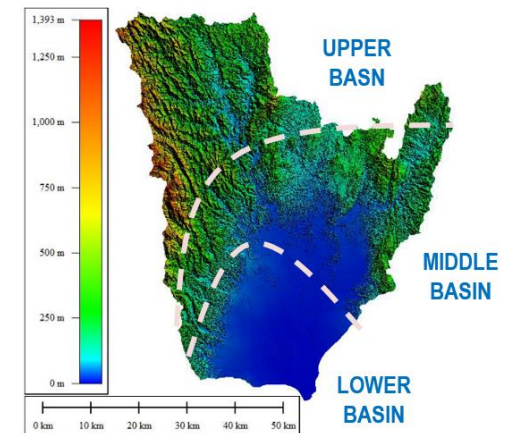 1,393 m
1,250 m
1,000 m
750 m
500 m
250 m
0 m
UPPER
BASN
MIDDLE
BASIN
LOWER
BASIN
0 km 10 km 20 km 30 km 40 km 50 km